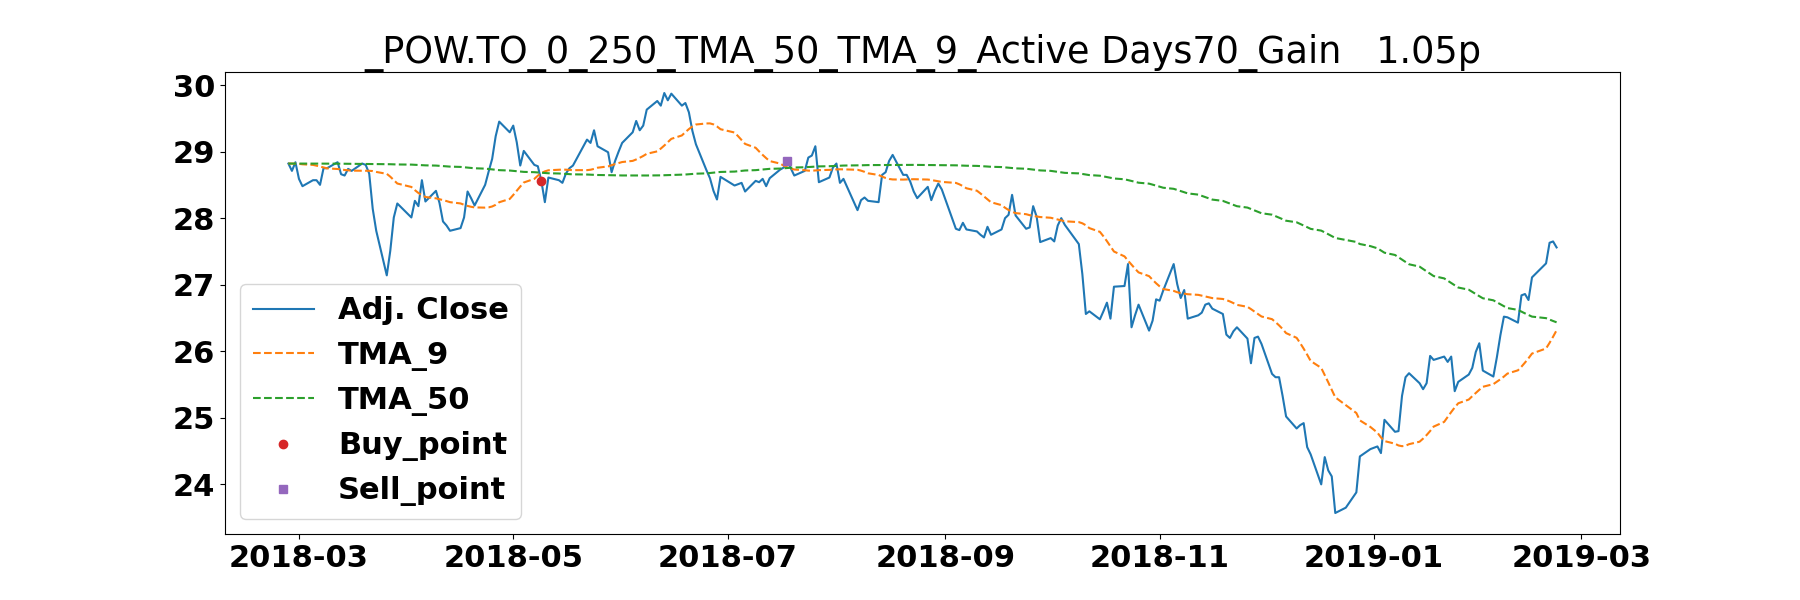 _POW.TO_0_250_TMA_50_TMA_9_Active Days70_Gain   1.05p
30
29
28
27
26
25
24
Adj. Close
TMA_9
TMA_50
Buy_point
Sell_point
2018-03 2018-05 2018-07 2018-09 2018-11 2019-01 2019-03